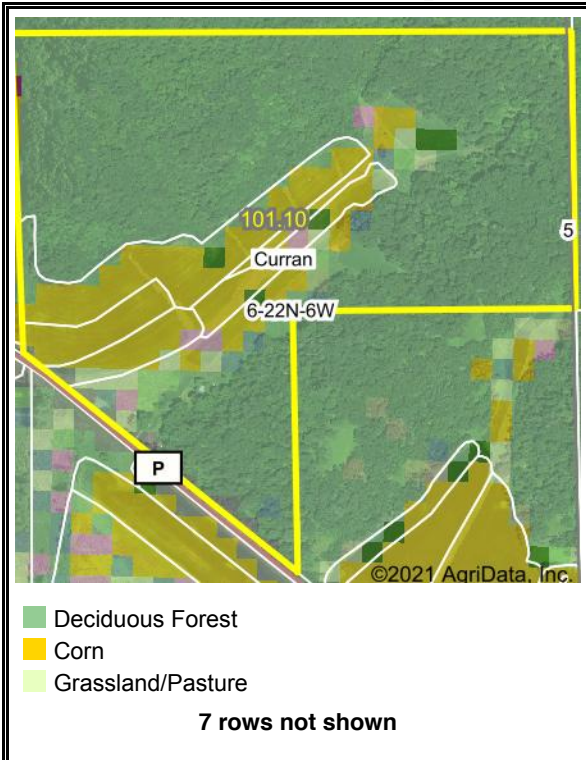 101.10
5
Curran
6-22N-6W
P
©2021 AgriData, Inc.
Deciduous Forest
Corn
Grassland/Pasture
7 rows not shown